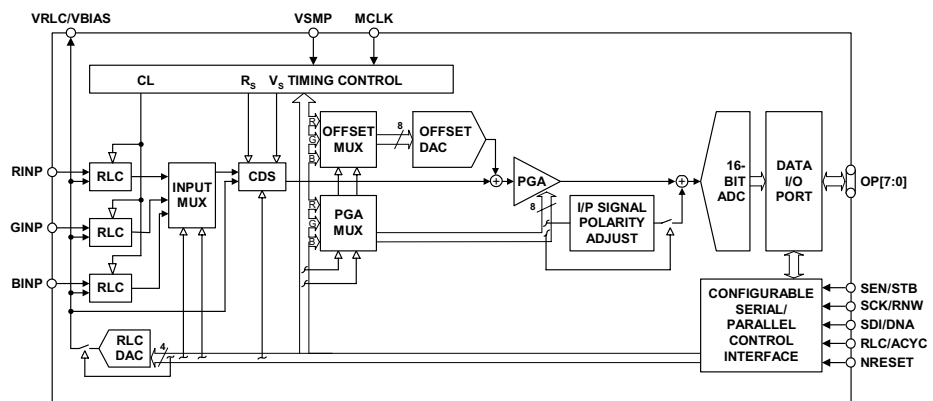 VRLC/VBIAS VSMP MCLK
CL R_S V_S TIMING CONTROL
R
G
B
OFFSET
MUX
8
OFFSET
DAC
RINP
RLC
INPUT
MUX
CDS
PGA
8
16-
BIT
ADC
DATA
I/O
PORT
OP[7:0]
GINP
RLC
R
G
B
PGA
MUX
I/P SIGNAL
POLARITY
ADJUST
BINP
RLC
CONFIGURABLE
SERIAL/
PARALLEL
CONTROL
INTERFACE
SEN/STB
SCK/RNW
SDI/DNA
RLC/ACYC
NRESET
RLC
DAC
4